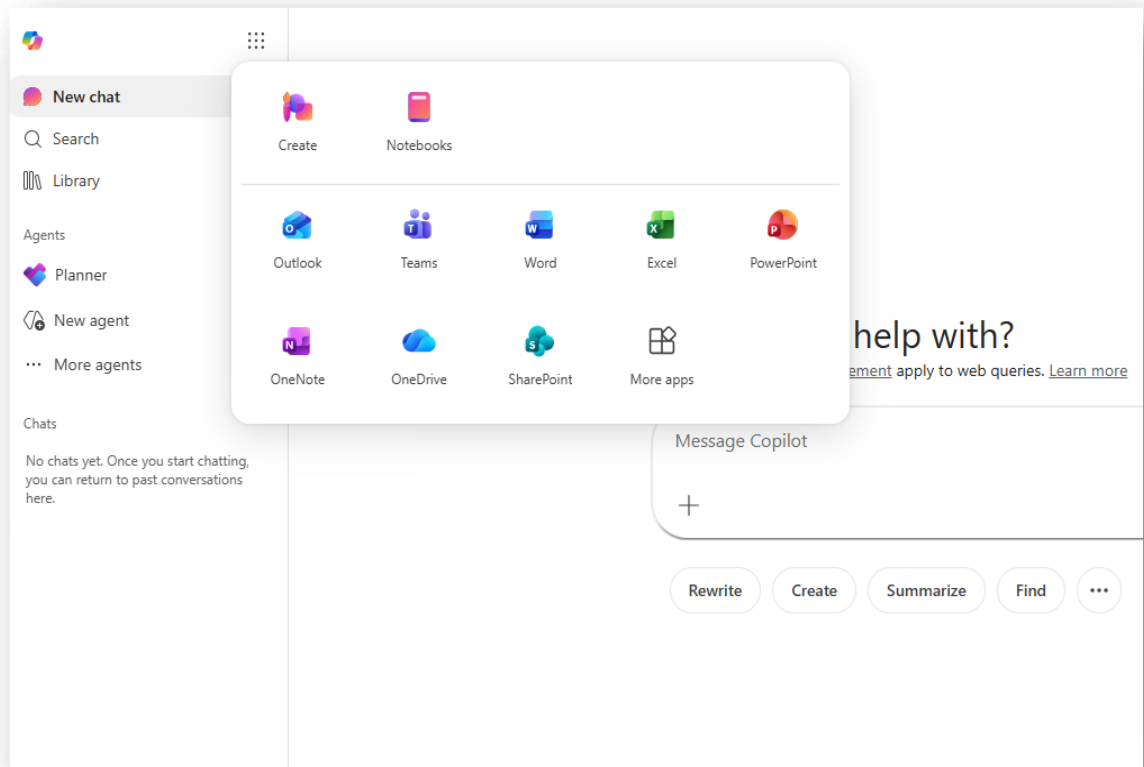 New chat
Search
Library
Agents
Planner
New agent
More agents
Chats
No chats yet. Once you start chatting,
you can return to past conversations
here.
Create
Notebooks
Outlook
Teams
Word
Excel
PowerPoint
OneNote
OneDrive
SharePoint
More apps
help with?
ement apply to web queries. Learn more
Message Copilot
Rewrite
Create
Summarize
Find